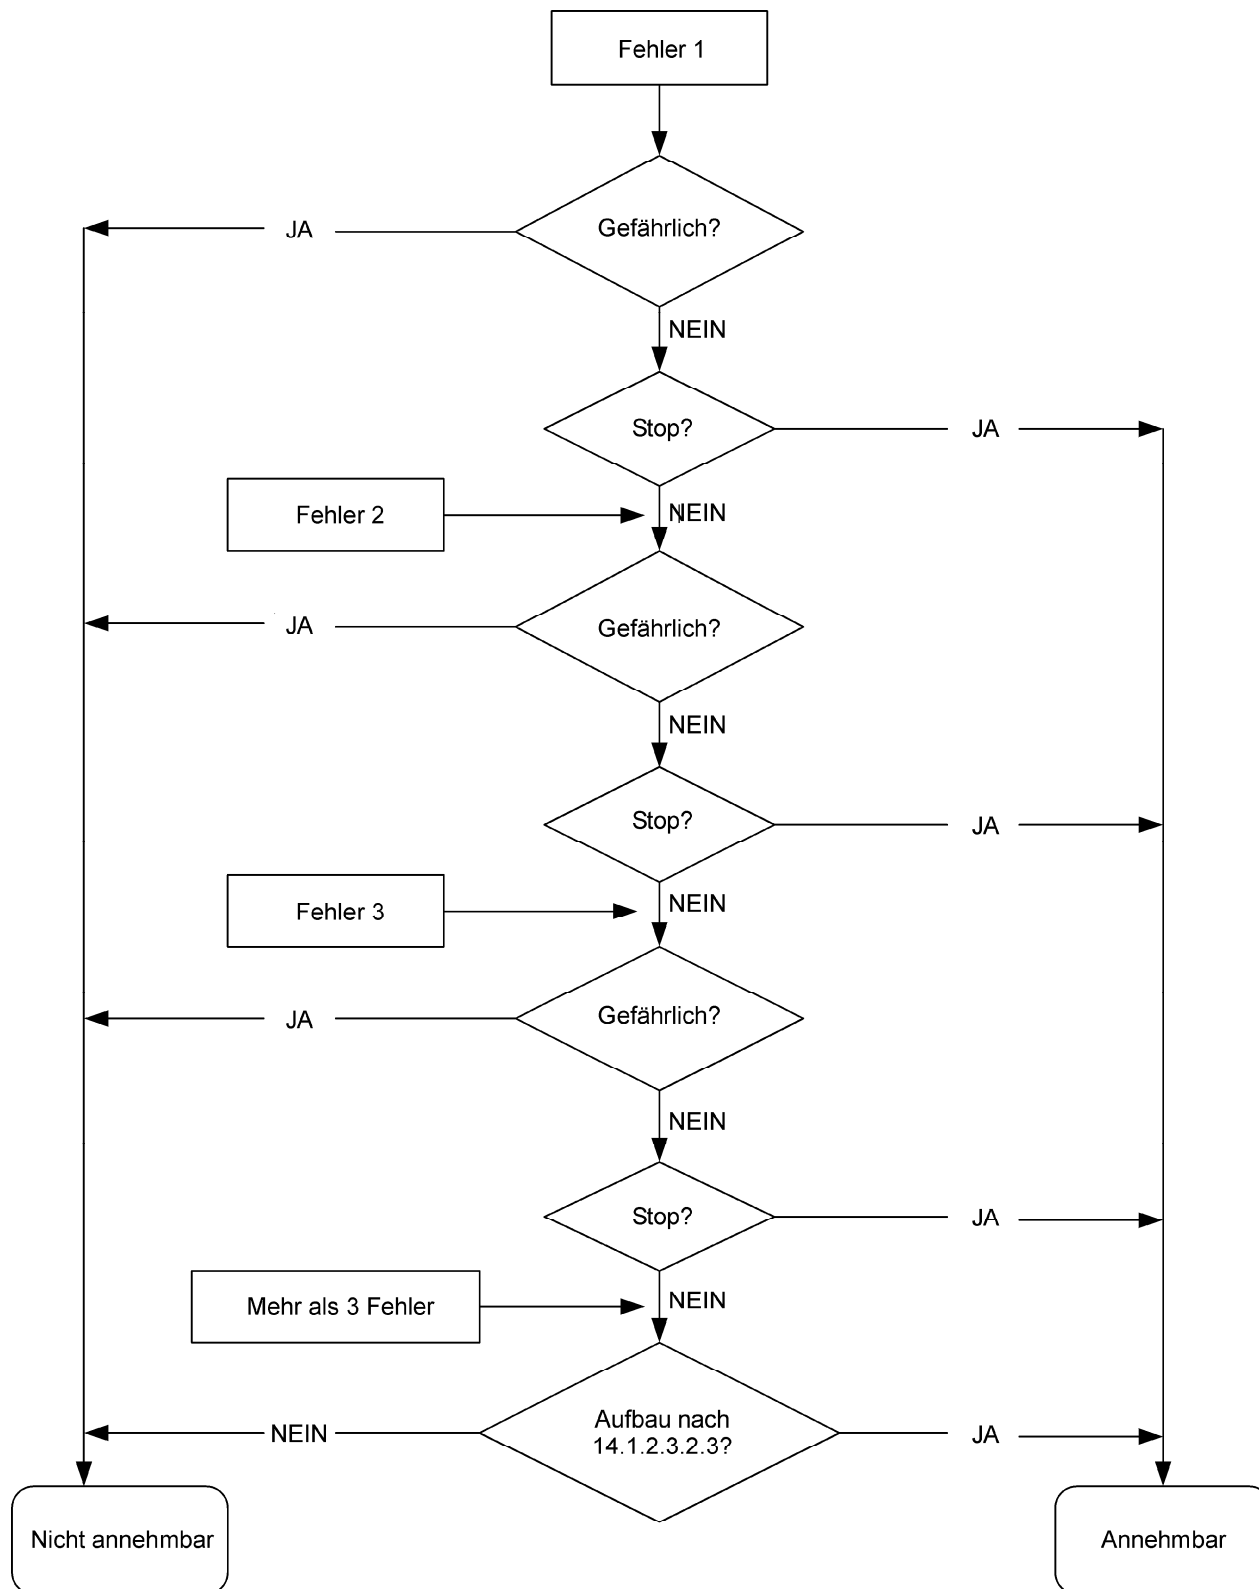 Fehler 1
Gefährlich?
JA
NEIN
Stop?
JA
NEIN
Fehler 2
Gefährlich?
JA
NEIN
Stop?
JA
NEIN
Fehler 3
Gefährlich?
JA
NEIN
Stop?
JA
NEIN
Mehr als 3 Fehler
Aufbau nach
14.1.2.3.2.3?
NEIN
JA
Nicht annehmbar
Annehmbar